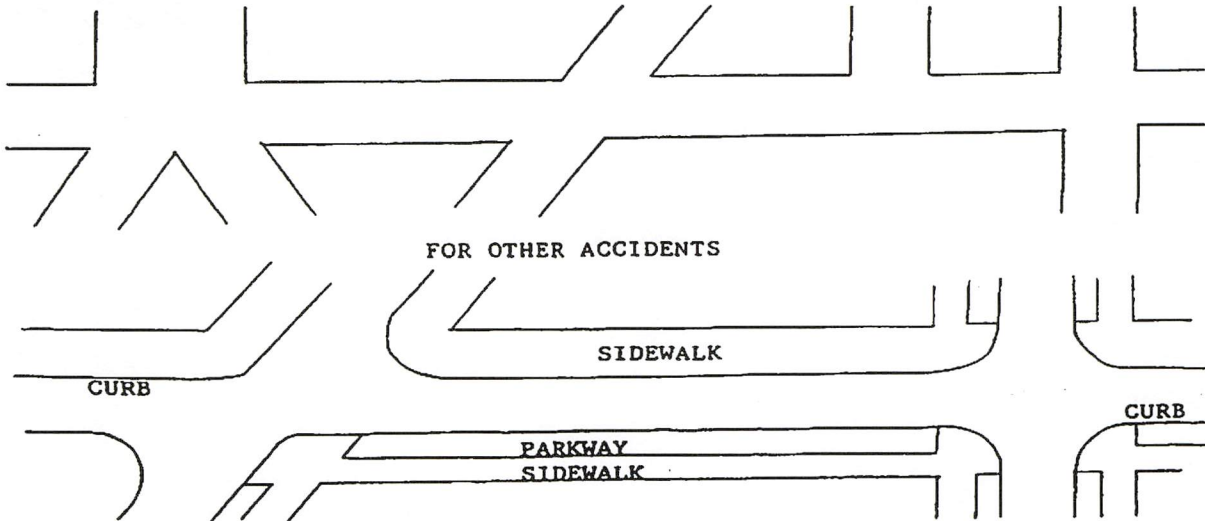 FOR OTHER ACCIDENTS
SIDEWALK
CURB
CURB
PARKWAY
SIDEWALK